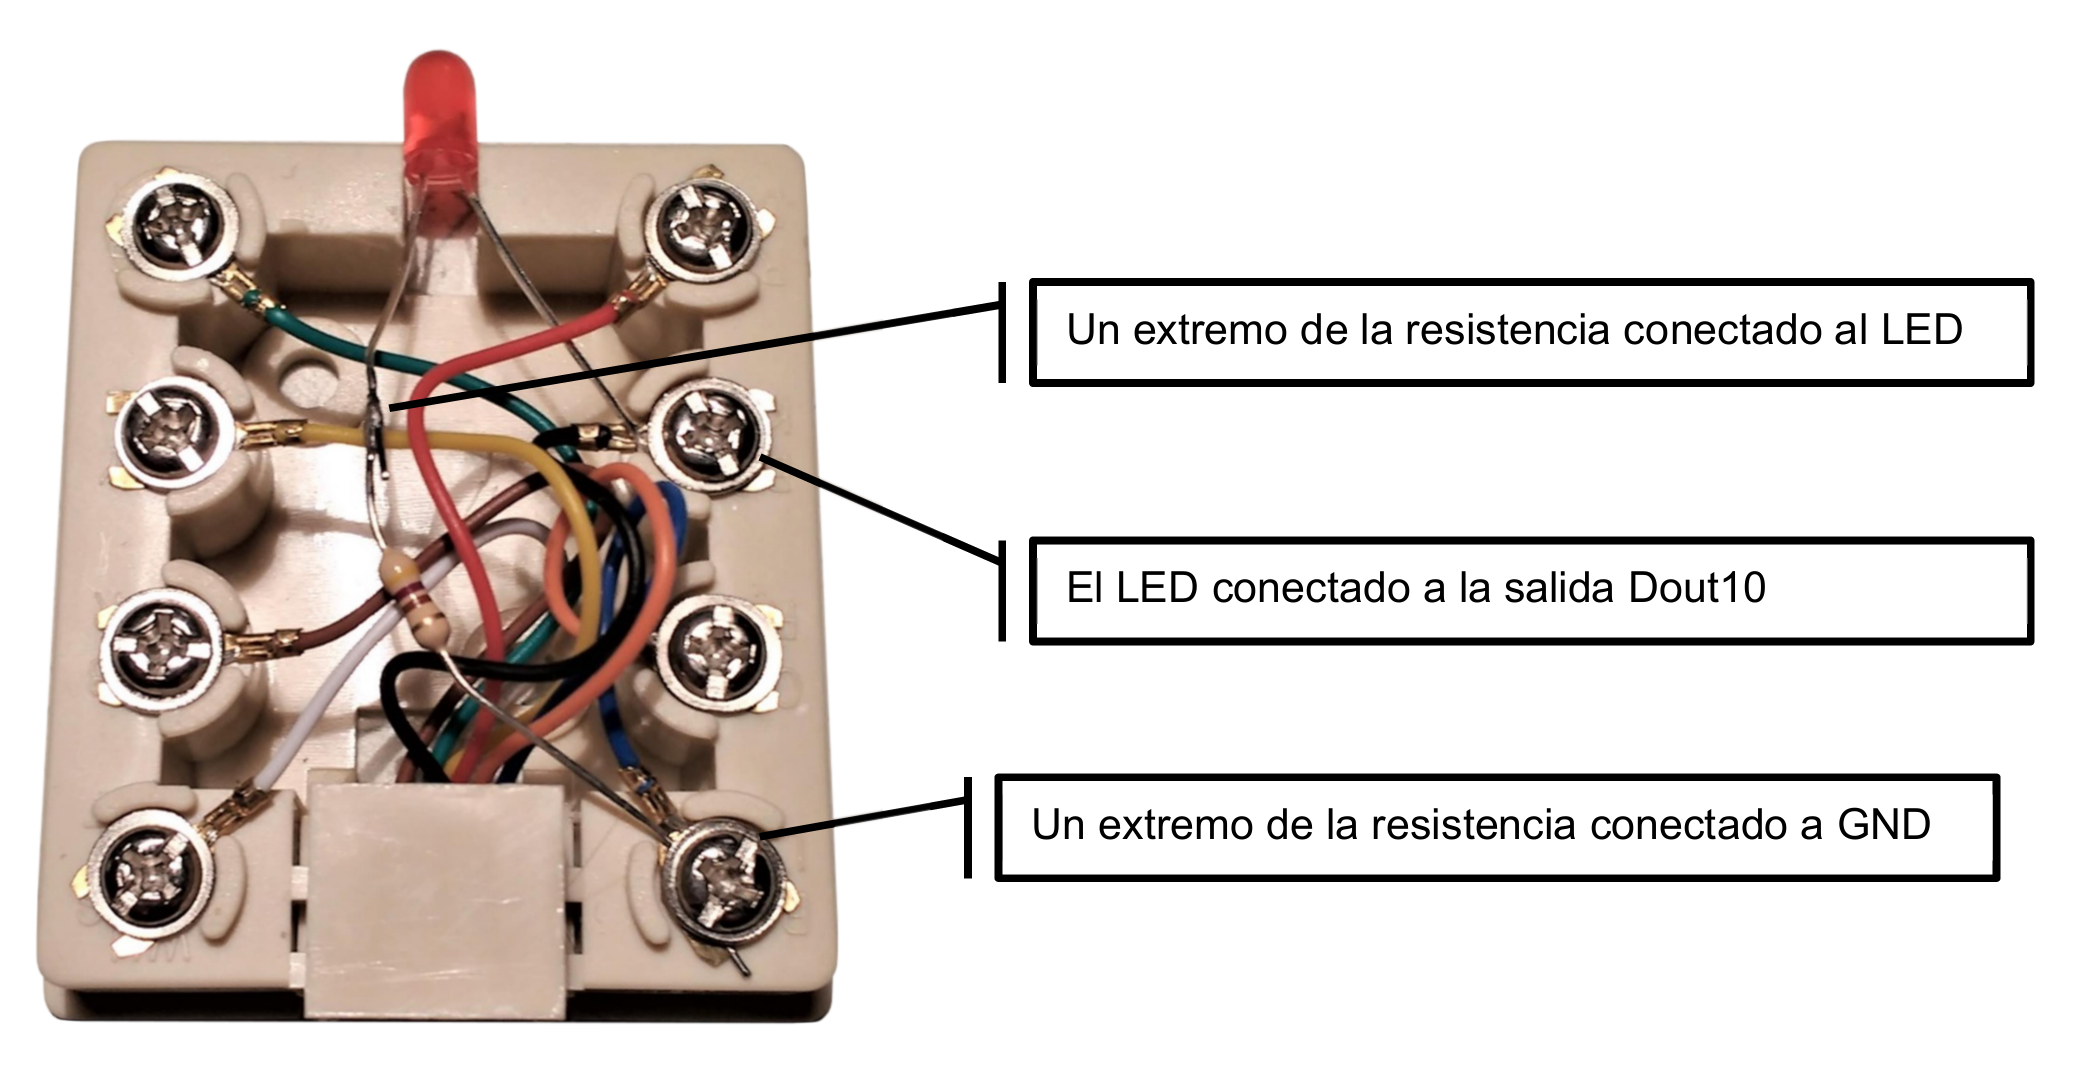 Un extremo de la resistencia conectado al LED
El LED conectado a la salida Dout10
Un extremo de la resistencia conectado a GND